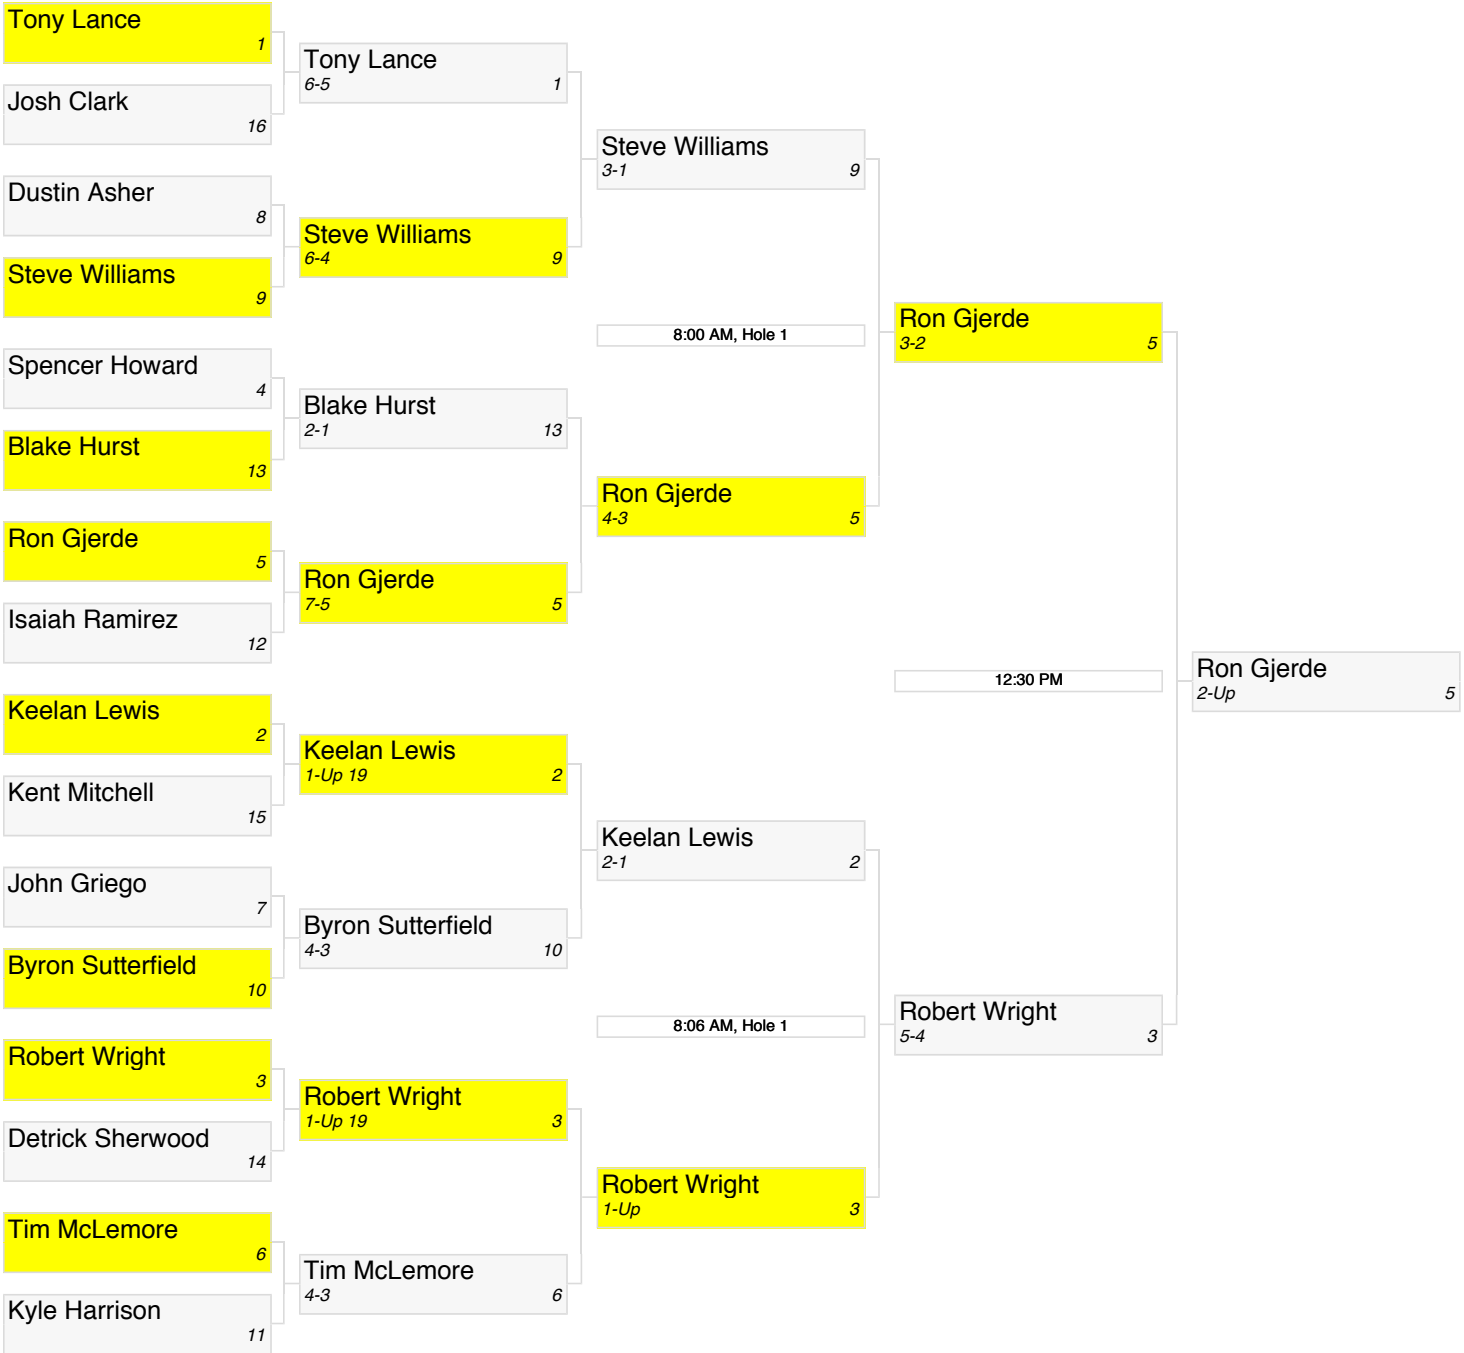 Tony Lance
1
Josh Clark
16
Dustin Asher
8
Steve Williams
9
Spencer Howard
4
Blake Hurst
13
Ron Gjerde
5
Isaiah Ramirez
12
Keelan Lewis
2
Kent Mitchell
15
John Griego
7
Byron Sutterfield
10
Robert Wright
3
Detrick Sherwood
14
Tim McLemore
6
Kyle Harrison
11
Tony Lance
6-5 1
Steve Williams
6-4 9
Blake Hurst
2-1 13
Ron Gjerde
7-5 5
Keelan Lewis
1-Up 19 2
Byron Sutterfield
4-3 10
Robert Wright
1-Up 19 3
Tim McLemore
4-3 6
Steve Williams
3-1 9
8:00 AM, Hole 1
Ron Gjerde
4-3 5
Keelan Lewis
2-1 2
8:06 AM, Hole 1
Robert Wright
1-Up 3
Ron Gjerde
3-2 5
12:30 PM
Robert Wright
5-4 3
Ron Gjerde
2-Up 5